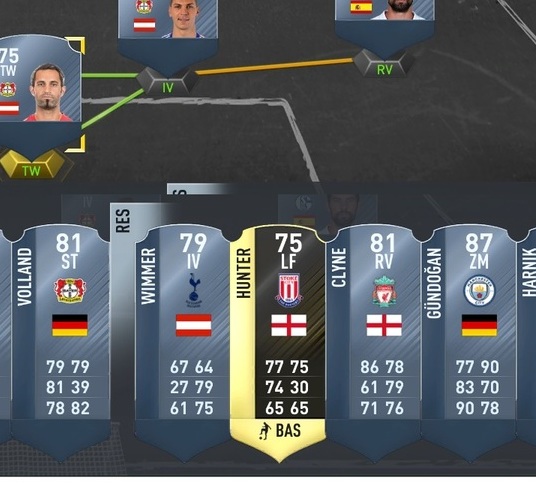 75
TW
IV
RV
TW
RES
VOLLAND
81
ST
79 79
81 39
78 82
WIMMER
79
IV
67 64
27 79
61 75
HUNTER
75
LF
STOKE
77 75
74 30
65 65
BAS
CLYNE
81
RV
86 78
61 79
71 76
GÜNDOĞAN
87
ZM
77 90
83 70
90 78
HARNIK